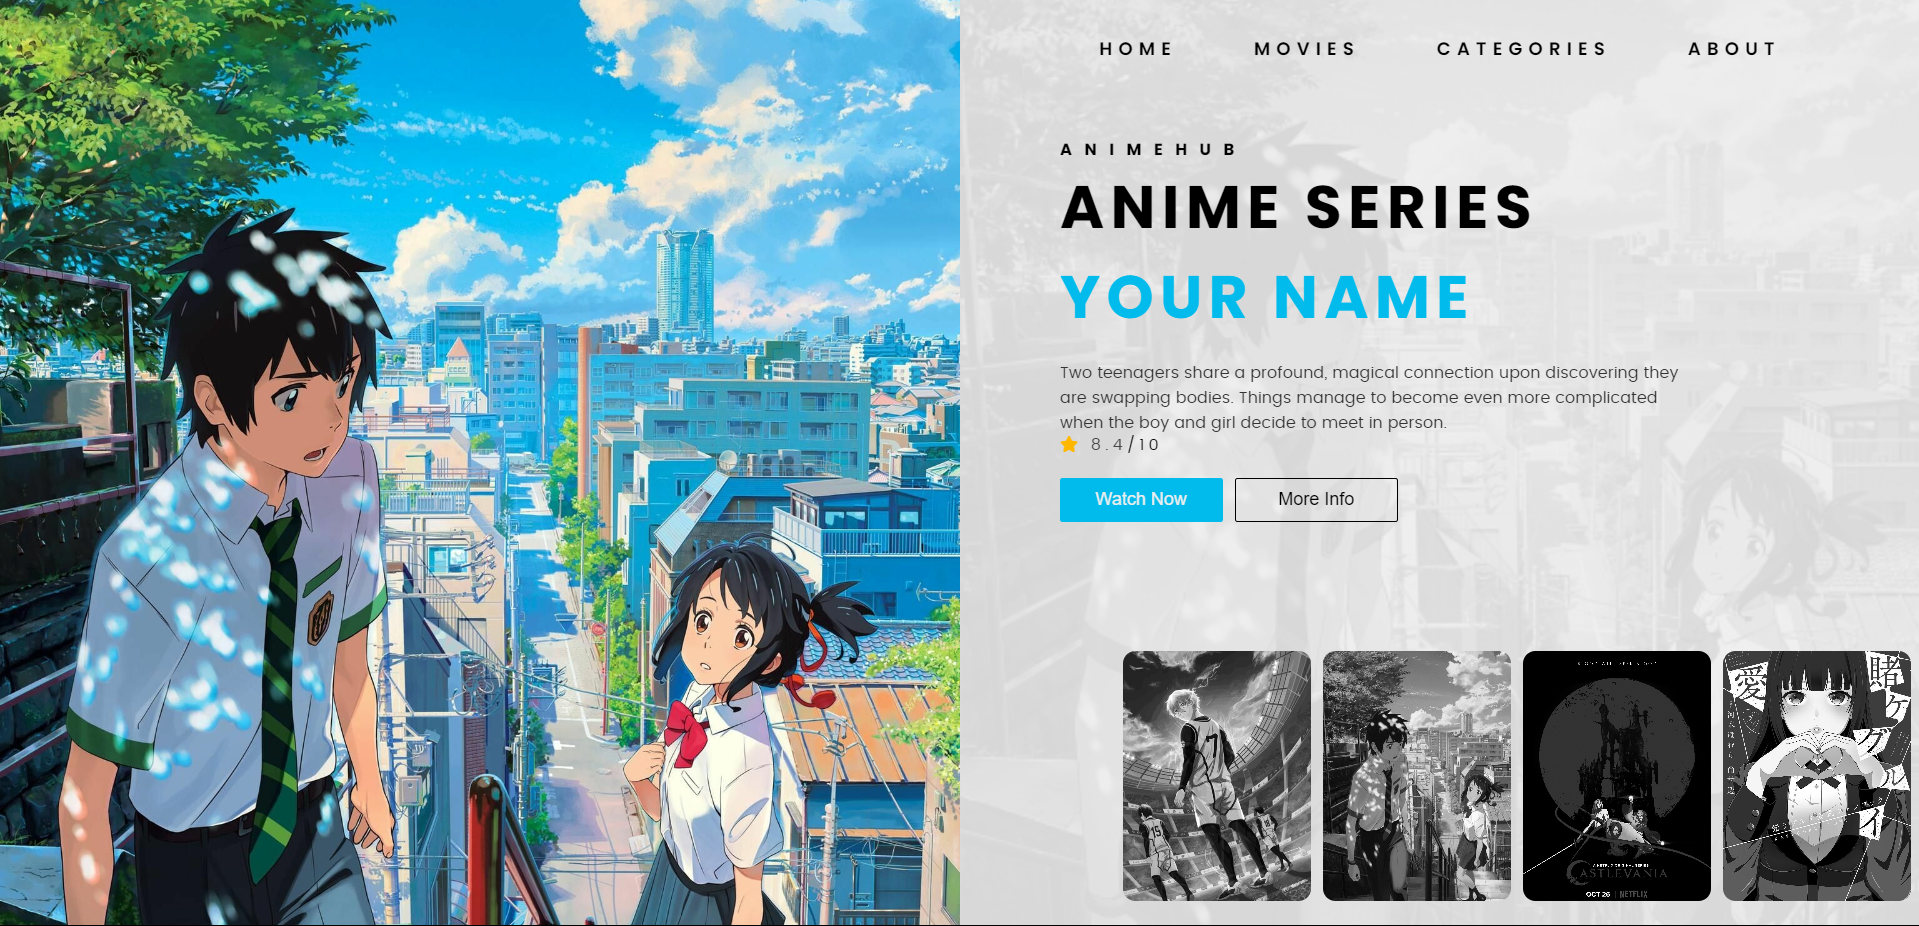 HOME MOVIES CATEGORIES ABOUT
ANIMEHUB
ANIME SERIES
YOUR NAME
Two teenagers share a profound, magical connection upon discovering they
are swapping bodies. Things manage to become even more complicated
when the boy and girl decide to meet in person.
8.4/10
Watch Now More Info
7
15
愛
賭ケグルイ
CASTLEVANIA
OCT 26 | NETFLIX